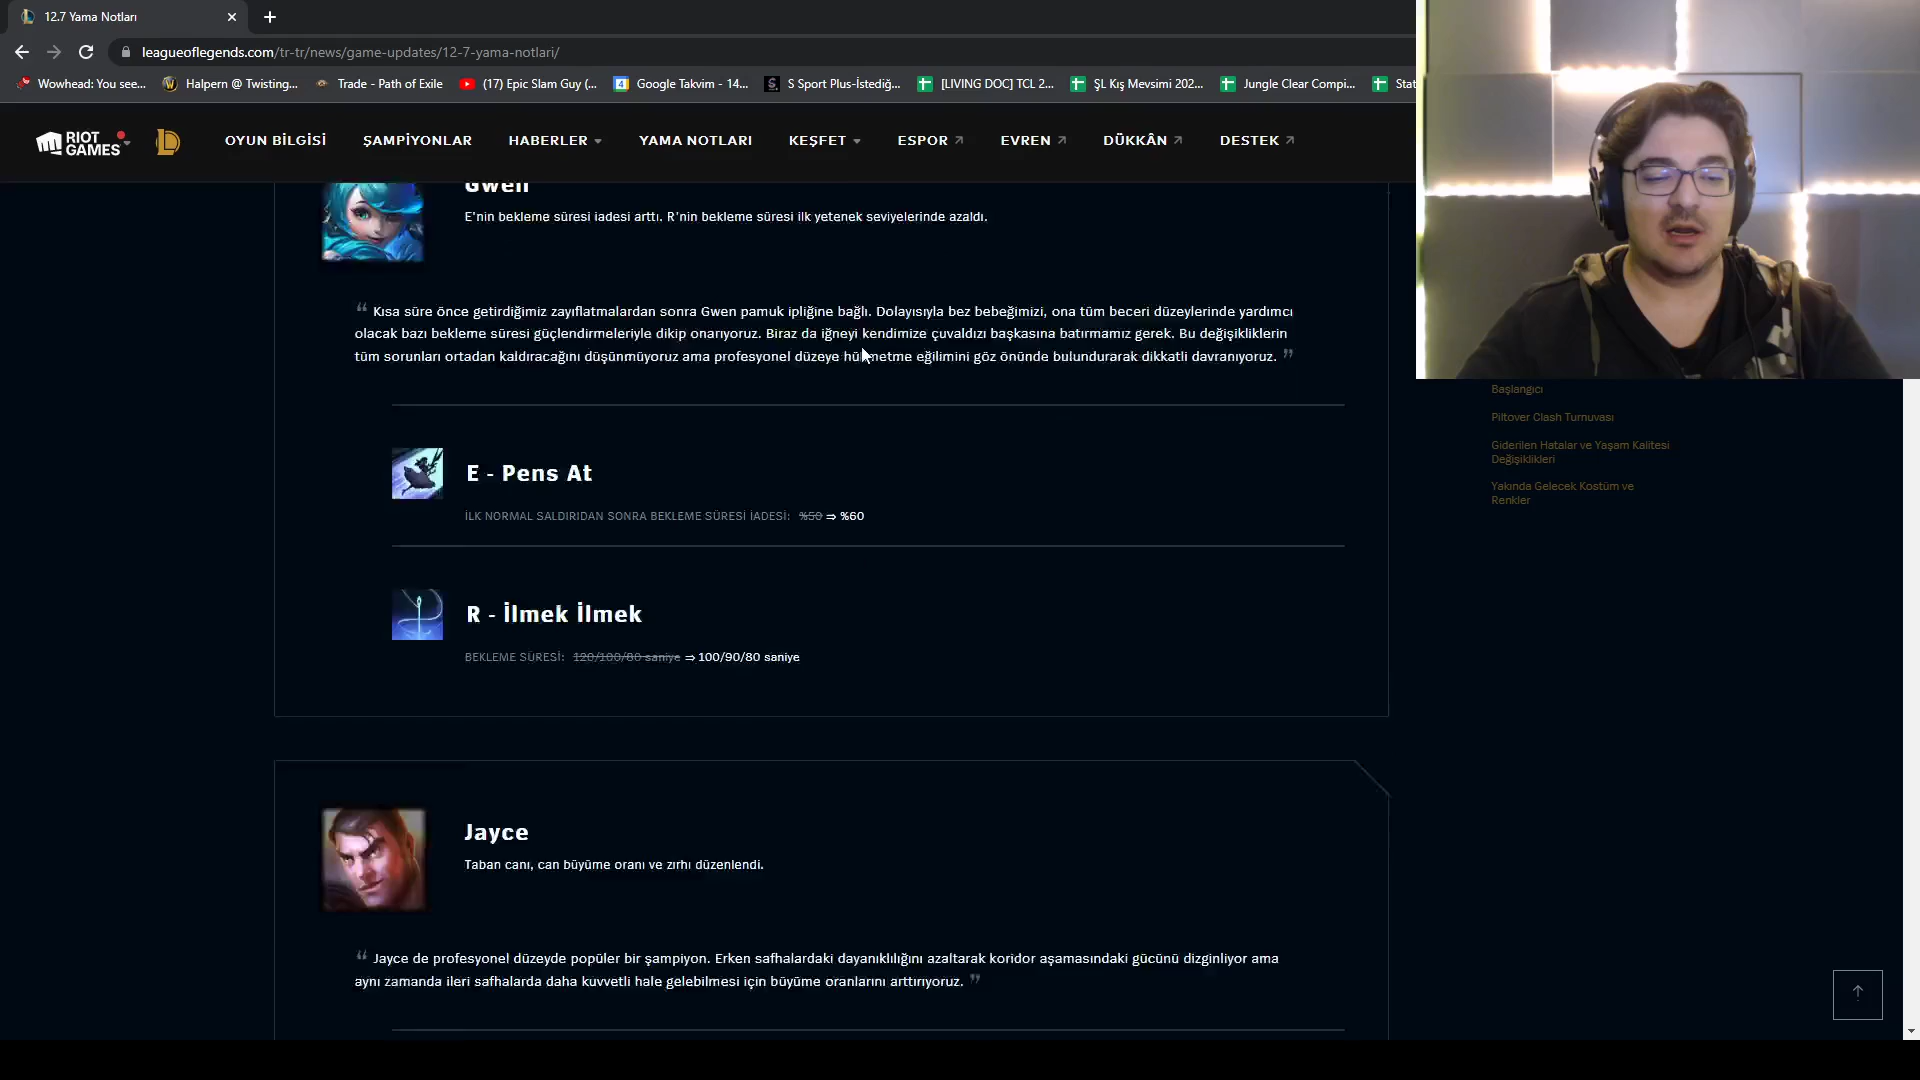 12.7 Yama Notları
leagueoflegends.com/tr-tr/news/game-updates/12-7-yama-notlari/
Wowhead: You see...
Halpern @ Twisting...
Trade - Path of Exile
(17) Epic Slam Guy (...
Google Takvim - 14...
S Sport Plus-İstediğ...
[LIVING DOC] TCL 2...
ŞL Kış Mevsimi 202...
Jungle Clear Compi...
Stat
RIOT GAMES
OYUN BİLGİSİ
ŞAMPİYONLAR
HABERLER
YAMA NOTLARI
KEŞFET
ESPOR
EVREN
DÜKKÂN
DESTEK
Gwen
E'nin bekleme süresi iadesi arttı. R'nin bekleme süresi ilk yetenek seviyelerinde azaldı.
“ Kısa süre önce getirdiğimiz zayıflatmalardan sonra Gwen pamuk ipliğine bağlı. Dolayısıyla bez bebeğimizi, ona tüm beceri düzeylerinde yardımcı
olacak bazı bekleme süresi güçlendirmeleriyle dikip onarıyoruz. Biraz da iğneyi kendimize çuvaldızı başkasına batırmamız gerek. Bu değişikliklerin
tüm sorunları ortadan kaldıracağını düşünmüyoruz ama profesyonel düzeye hükmetme eğilimini göz önünde bulundurarak dikkatli davranıyoruz. ”
E - Pens At
İLK NORMAL SALDIRIDAN SONRA BEKLEME SÜRESİ İADESİ: %50 ⇒ %60
R - İlmek İlmek
BEKLEME SÜRESİ: 120/100/80 saniye ⇒ 100/90/80 saniye
Jayce
Taban canı, can büyüme oranı ve zırhı düzenlendi.
“ Jayce de profesyonel düzeyde popüler bir şampiyon. Erken safhalardaki dayanıklılığını azaltarak koridor aşamasındaki gücünü dizginliyor ama
aynı zamanda ileri safhalarda daha kuvvetli hale gelebilmesi için büyüme oranlarını arttırıyoruz. ”
Başlangıcı
Piltover Clash Turnuvası
Giderilen Hatalar ve Yaşam Kalitesi
Değişiklikleri
Yakında Gelecek Kostüm ve
Renkler